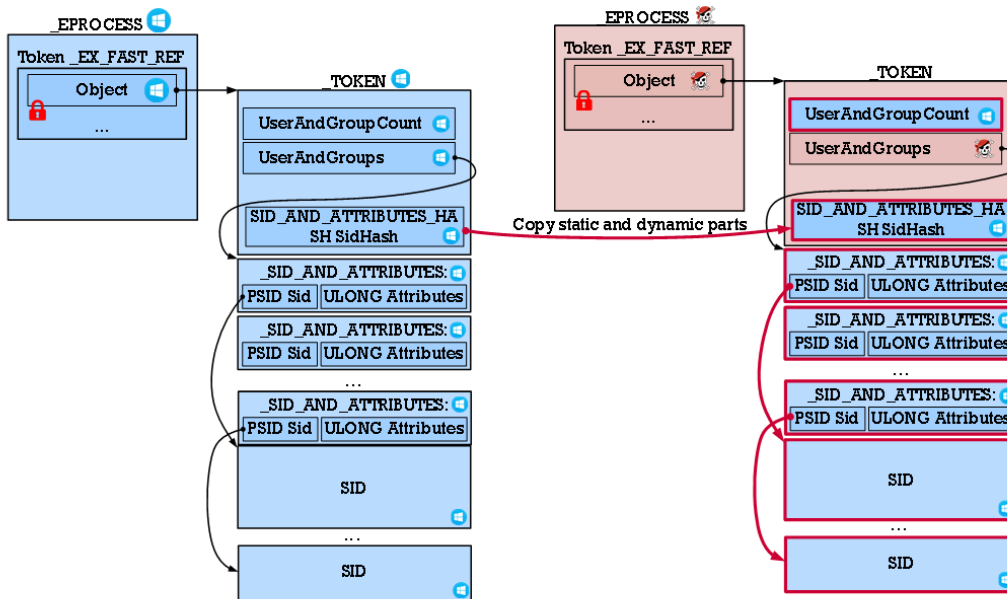 _EPROCESS
Token _EX_FAST_REF
Object
...
_TOKEN
UserAndGroupCount
UserAndGroups
SID_AND_ATTRIBUTES_HA
SH SidHash
_SID_AND_ATTRIBUTES:
PSID Sid ULONG Attributes
_SID_AND_ATTRIBUTES:
PSID Sid ULONG Attributes
...
_SID_AND_ATTRIBUTES:
PSID Sid ULONG Attributes
SID
...
SID
Copy static and dynamic parts
_EPROCESS
Token _EX_FAST_REF
Object
...
_TOKEN
UserAndGroupCount
UserAndGroups
SID_AND_ATTRIBUTES_HA
SH SidHash
_SID_AND_ATTRIBUTES:
PSID Sid ULONG Attributes
_SID_AND_ATTRIBUTES:
PSID Sid ULONG Attributes
...
_SID_AND_ATTRIBUTES:
PSID Sid ULONG Attributes
SID
...
SID